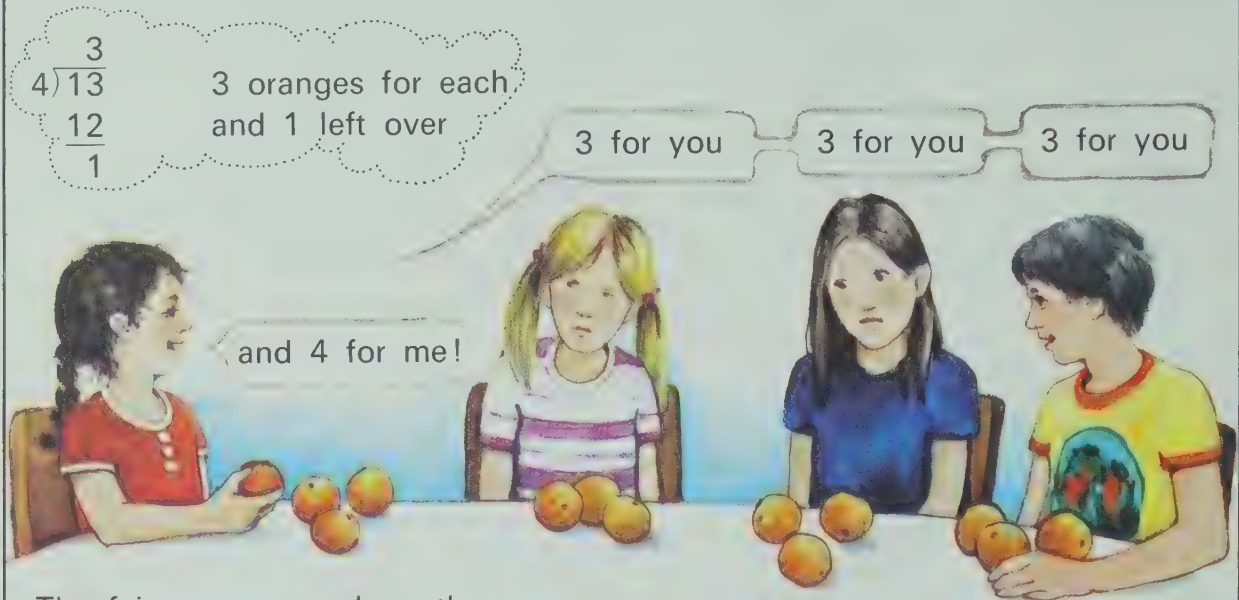 3
4)13
12
1
3 oranges for each
and 1 left over
3 for you
3 for you
3 for you
and 4 for me!